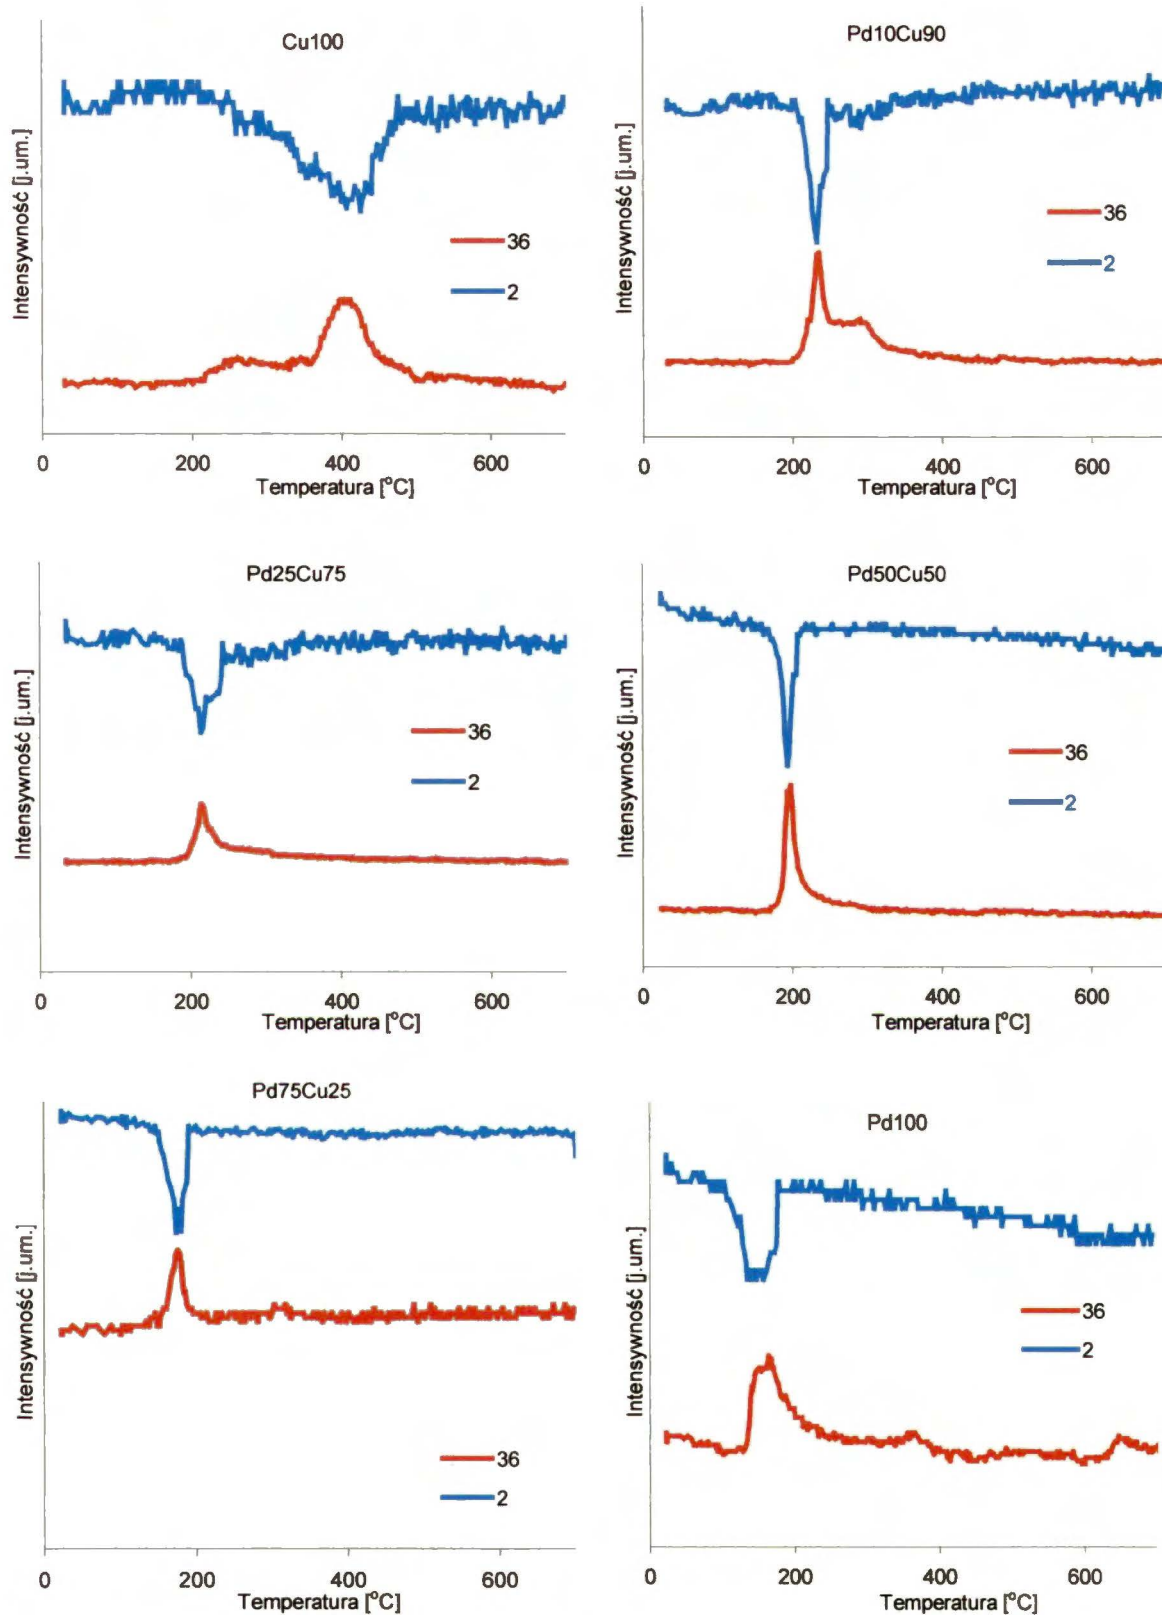 Cu100
Intensywność [j.um.]
36
2
0 200 400 600
Temperatura [°C]
Pd10Cu90
Intensywność [j.um.]
36
2
0 200 400 600
Temperatura [°C]
Pd25Cu75
Intensywność [j.um.]
36
2
0 200 400 600
Temperatura [°C]
Pd50Cu50
Intensywność [j.um.]
36
2
0 200 400 600
Temperatura [°C]
Pd75Cu25
Intensywność [j.um.]
36
2
0 200 400 600
Temperatura [°C]
Pd100
Intensywność [j.um.]
36
2
0 200 400 600
Temperatura [°C]